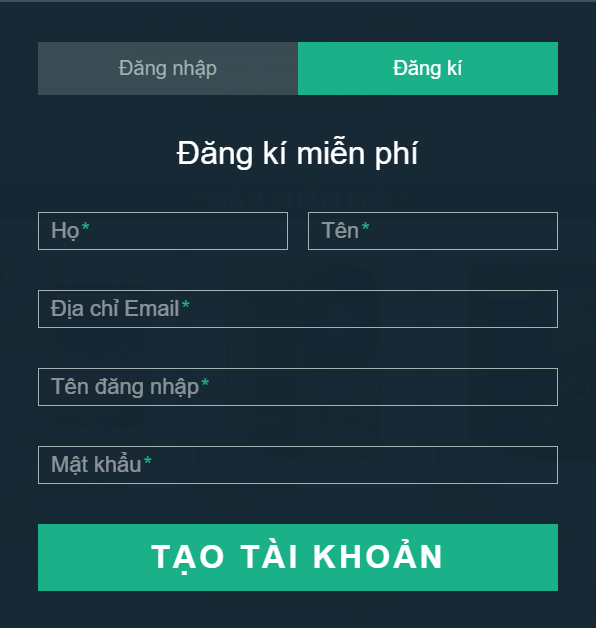 Đăng nhập
Đăng kí
Đăng kí miễn phí
Họ*
Tên*
Địa chỉ Email*
Tên đăng nhập*
Mật khẩu*
TẠO TÀI KHOẢN